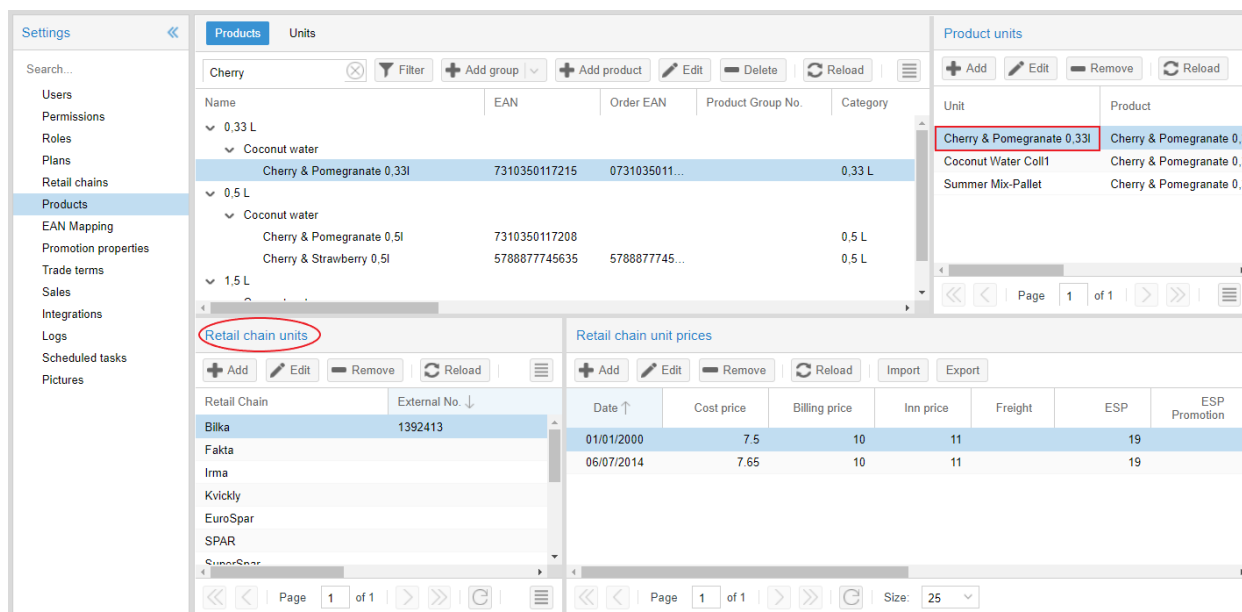 Settings
Search...
Users
Permissions
Roles
Plans
Retail chains
Products
EAN Mapping
Promotion properties
Trade terms
Sales
Integrations
Logs
Scheduled tasks
Pictures
Products Units
Cherry Filter Add group Add product Edit Delete Reload
Name EAN Order EAN Product Group No. Category
0,33 L
Coconut water
Cherry & Pomegranate 0,33l 7310350117215 0731035011... 0,33 L
0,5 L
Coconut water
Cherry & Pomegranate 0,5l 7310350117208 0,5 L
Cherry & Strawberry 0,5l 5788877745635 5788877745... 0,5 L
1,5 L
Product units
Add Edit Remove Reload
Unit Product
Cherry & Pomegranate 0,33l Cherry & Pomegranate 0,
Coconut Water Coll1 Cherry & Pomegranate 0,
Summer Mix-Pallet Cherry & Pomegranate 0,
Page 1 of 1
Retail chain units
Add Edit Remove Reload
Retail Chain External No.
Bilka 1392413
Fakta
Irma
Kvickly
EuroSpar
SPAR
SuperSpar
Page 1 of 1
Retail chain unit prices
Add Edit Remove Reload Import Export
Date Cost price Billing price Inn price Freight ESP ESP Promotion
01/01/2000 7.5 10 11 19
06/07/2014 7.65 10 11 19
Page 1 of 1 Size: 25